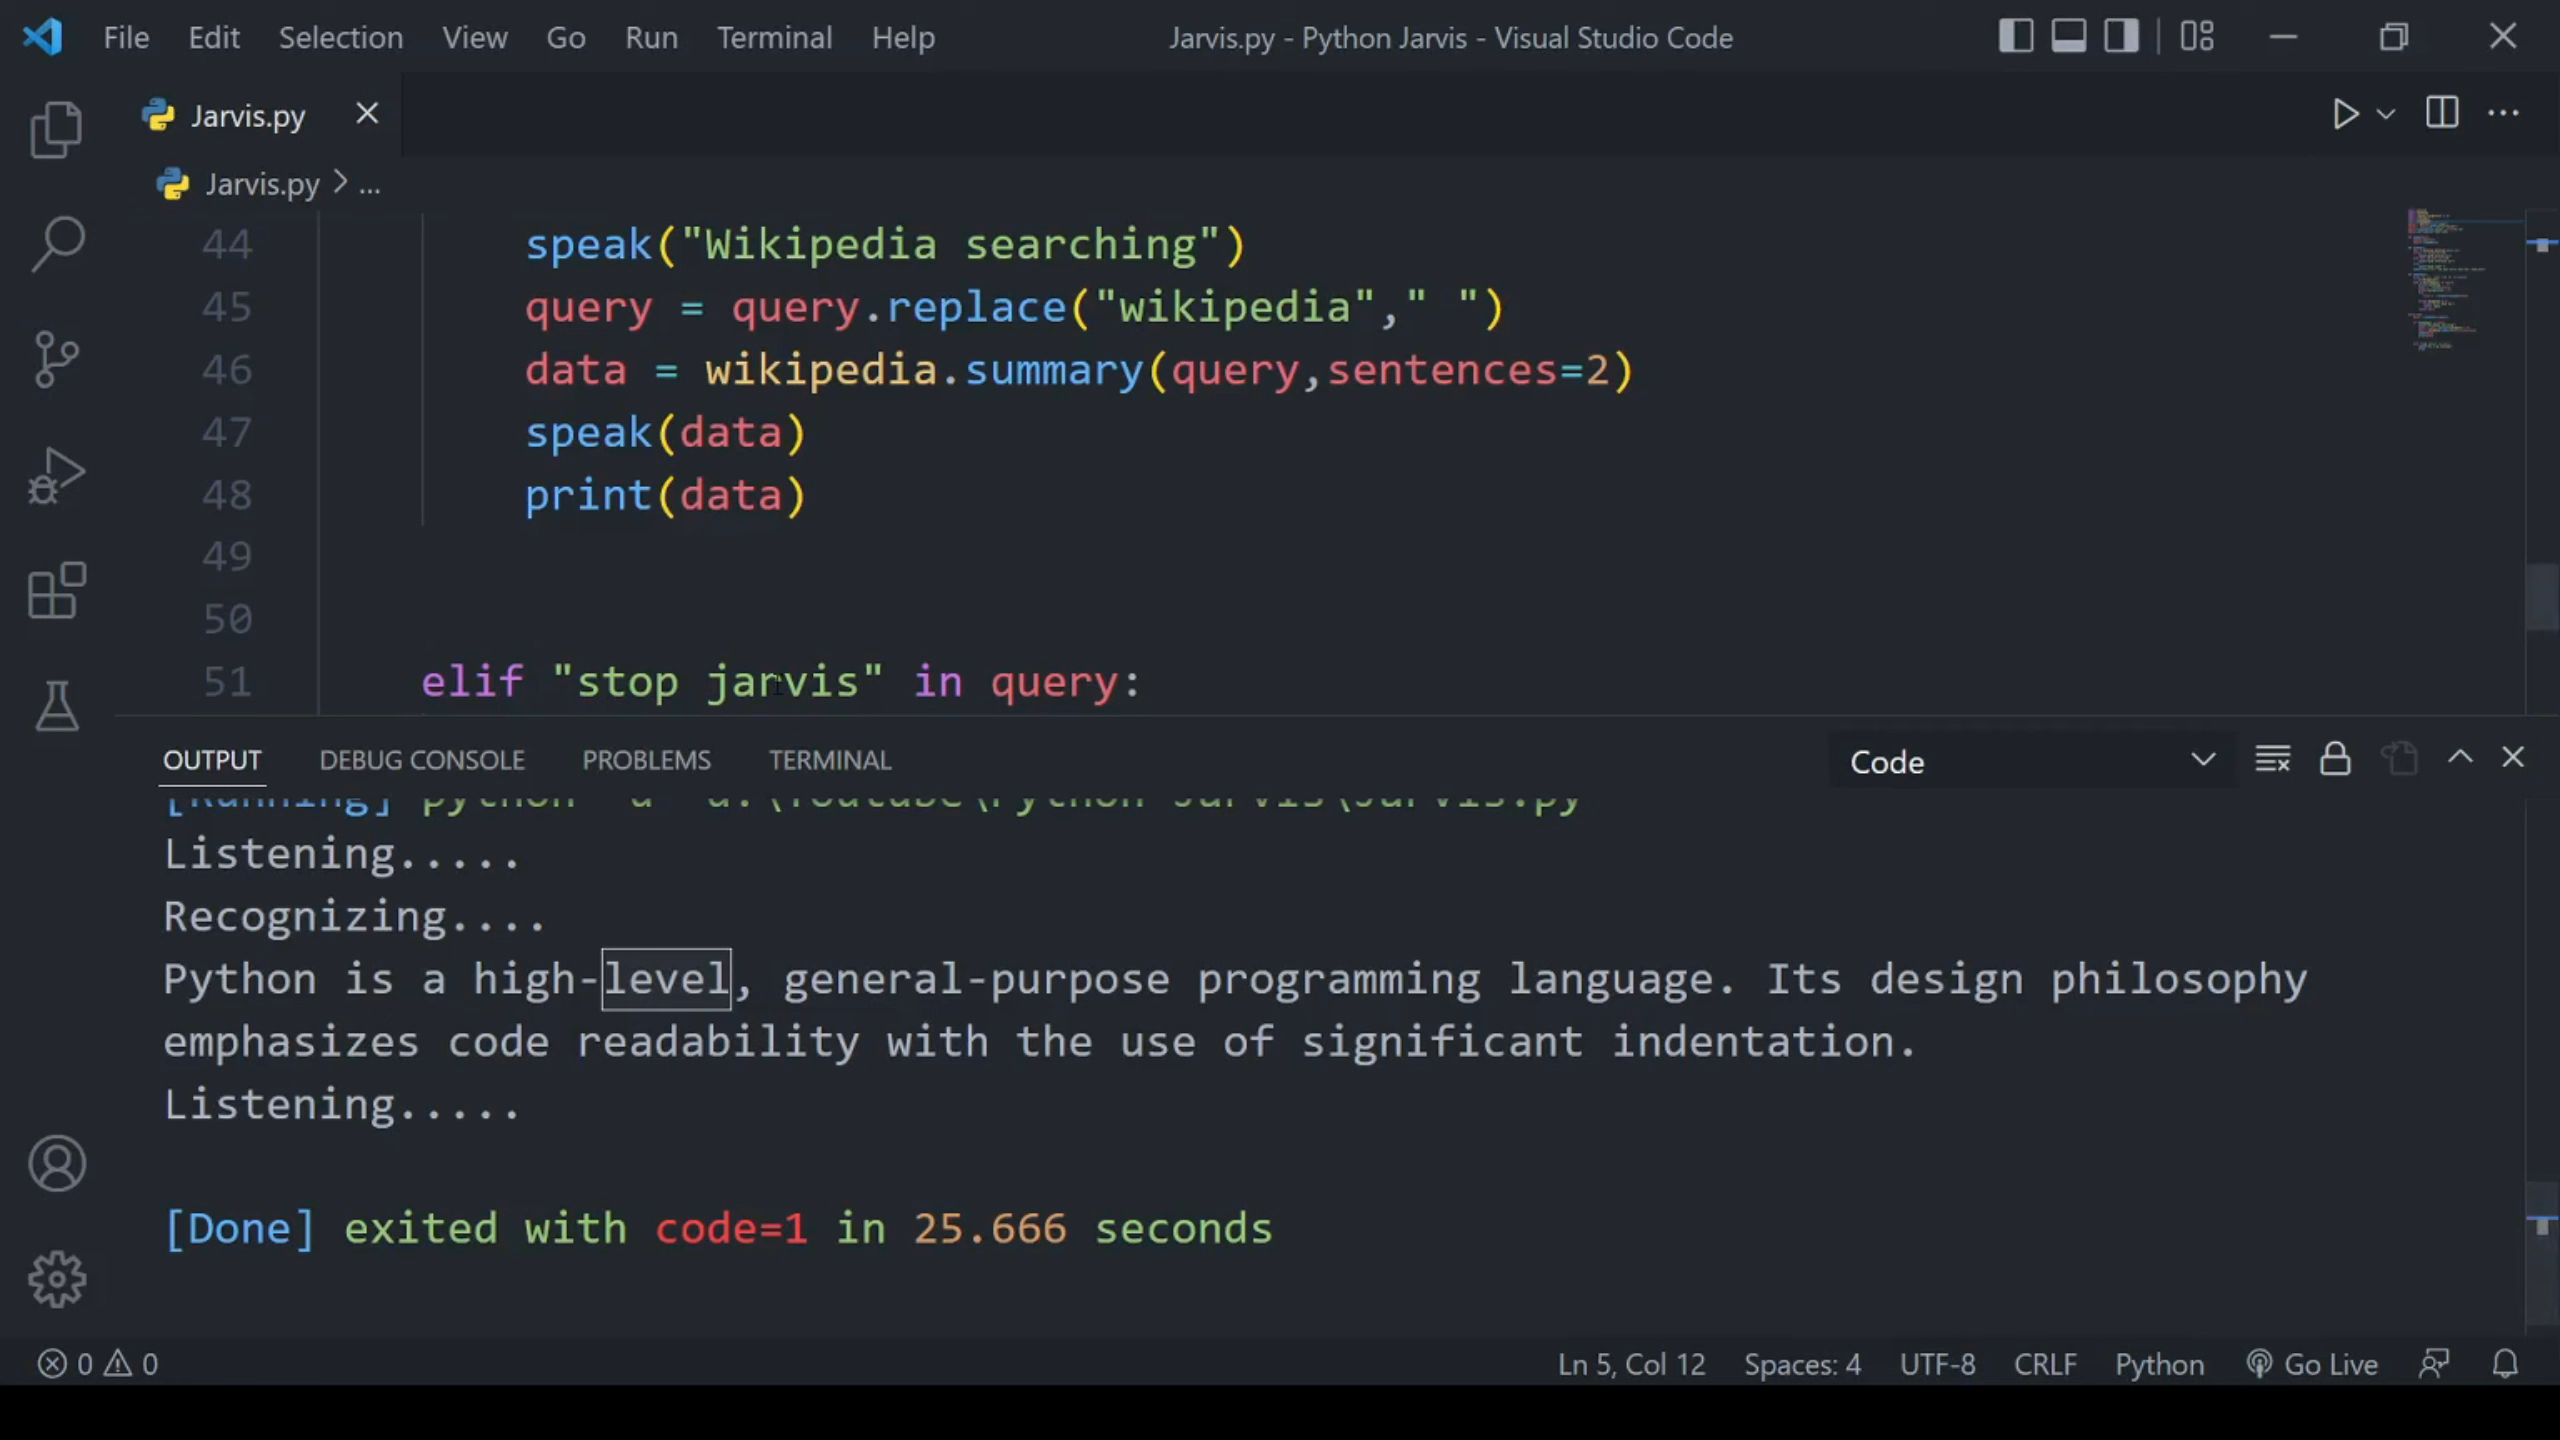 File Edit Selection View Go Run Terminal Help Jarvis.py - Python Jarvis - Visual Studio Code
Jarvis.py
Jarvis.py > ...
44 speak("Wikipedia searching")
45 query = query.replace("wikipedia"," ")
46 data = wikipedia.summary(query,sentences=2)
47 speak(data)
48 print(data)
49
50
51 elif "stop jarvis" in query:
OUTPUT DEBUG CONSOLE PROBLEMS TERMINAL Code
[Running] python
Listening.....
Recognizing....
Python is a high-level, general-purpose programming language. Its design philosophy
emphasizes code readability with the use of significant indentation.
Listening.....
[Done] exited with code=1 in 25.666 seconds
0 0 Ln 5, Col 12 Spaces: 4 UTF-8 CRLF Python Go Live